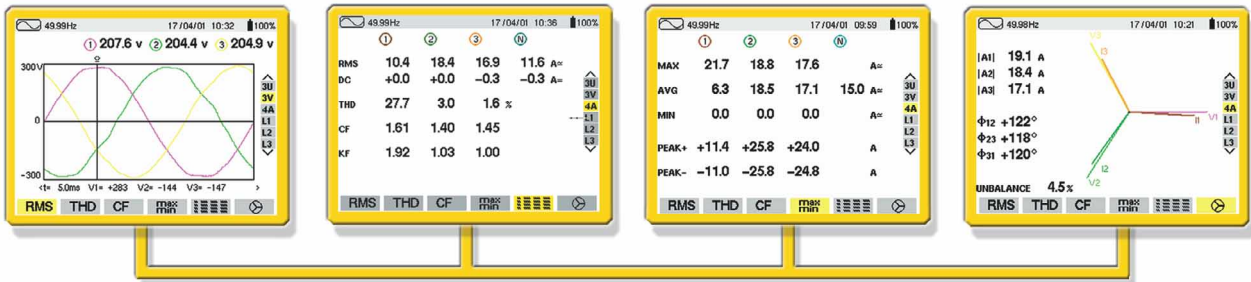 49.99Hz 17/04/01 10:32 100%
1 207.6 V 2 204.4 V 3 204.9 V
300V
0
-300
3U
3V
4A
L1
L2
L3
<t= 5.0ms V1= +283 V2= -144 V3= -147 >
RMS THD CF max min
49.99Hz 17/04/01 10:36 100%
1 2 3 N
RMS 10.4 18.4 16.9 11.6 A≂
DC +0.0 +0.0 -0.3 -0.3 A=
THD 27.7 3.0 1.6 %
CF 1.61 1.40 1.45
KF 1.92 1.03 1.00
3U
3V
4A
L1
L2
L3
RMS THD CF max min
49.99Hz 17/04/01 09:59 100%
1 2 3 N
MAX 21.7 18.8 17.6 A≂
AVG 6.3 18.5 17.1 15.0 A≂
MIN 0.0 0.0 0.0 A≂
PEAK+ +11.4 +25.8 +24.0 A
PEAK- -11.0 -25.8 -24.8 A
3U
3V
4A
L1
L2
L3
RMS THD CF max min
49.98Hz 17/04/01 10:21 100%
|A1| 19.1 A
|A2| 18.4 A
|A3| 17.1 A
Φ12 +122°
Φ23 +118°
Φ31 +120°
UNBALANCE 4.5%
V3
I3
I1
V1
I2
V2
3U
3V
4A
L1
L2
L3
RMS THD CF max min